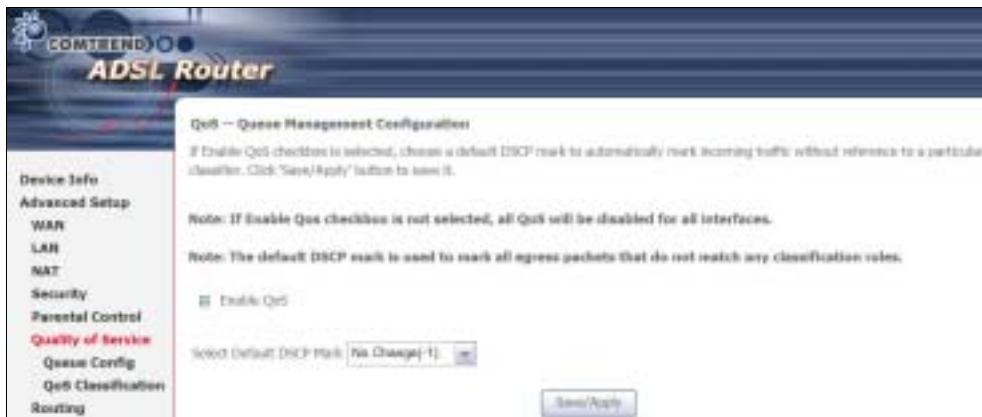 COMTREND
ADSL Router
QoS -- Queue Management Configuration
If Enable QoS checkbox is selected, choose a default DSCP mark to automatically mark incoming traffic without reference to a particular
classifier. Click 'Save/Apply' button to save it.
Note: If Enable Qos checkbox is not selected, all QoS will be disabled for all interfaces.
Note: The default DSCP mark is used to mark all egress packets that do not match any classification rules.
Enable QoS
Select Default DSCP Mark No Change(-1)
Save/Apply
Device Info
Advanced Setup
WAN
LAN
NAT
Security
Parental Control
Quality of Service
Queue Config
QoS Classification
Routing